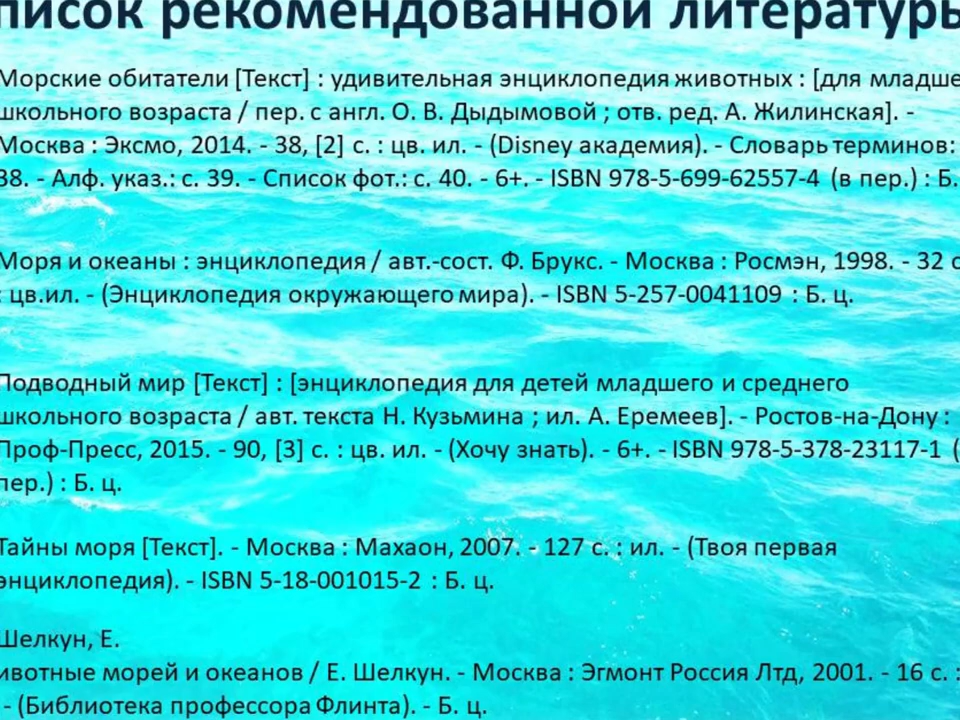 писок рекомендованной литературы
Морские обитатели [Текст] : удивительная энциклопедия животных : [для младше
школьного возраста / пер. с англ. О. В. Дыдымовой ; отв. ред. А. Жилинская]. -
Москва : Эксмо, 2014. - 38, [2] с. : цв. ил. - (Disney академия). - Словарь терминов:
38. - Алф. указ.: с. 39. - Список фот.: с. 40. - 6+. - ISBN 978-5-699-62557-4 (в пер.) : Б.
Моря и океаны : энциклопедия / авт.-сост. Ф. Брукс. - Москва : Росмэн, 1998. - 32 с
: цв.ил. - (Энциклопедия окружающего мира). - ISBN 5-257-0041109 : Б. ц.
Подводный мир [Текст] : [энциклопедия для детей младшего и среднего
школьного возраста / авт. текста Н. Кузьмина ; ил. А. Еремеев]. - Ростов-на-Дону :
Проф-Пресс, 2015. - 90, [3] с. : цв. ил. - (Хочу знать). - 6+. - ISBN 978-5-378-23117-1 (
пер.) : Б. ц.
Тайны моря [Текст]. - Москва : Махаон, 2007. - 127 с. : ил. - (Твоя первая
энциклопедия). - ISBN 5-18-001015-2 : Б. ц.
Шелкун, Е.
ивотные морей и океанов / Е. Шелкун. - Москва : Эгмонт Россия Лтд, 2001. - 16 с. :
- (Библиотека профессора Флинта). - Б. ц.